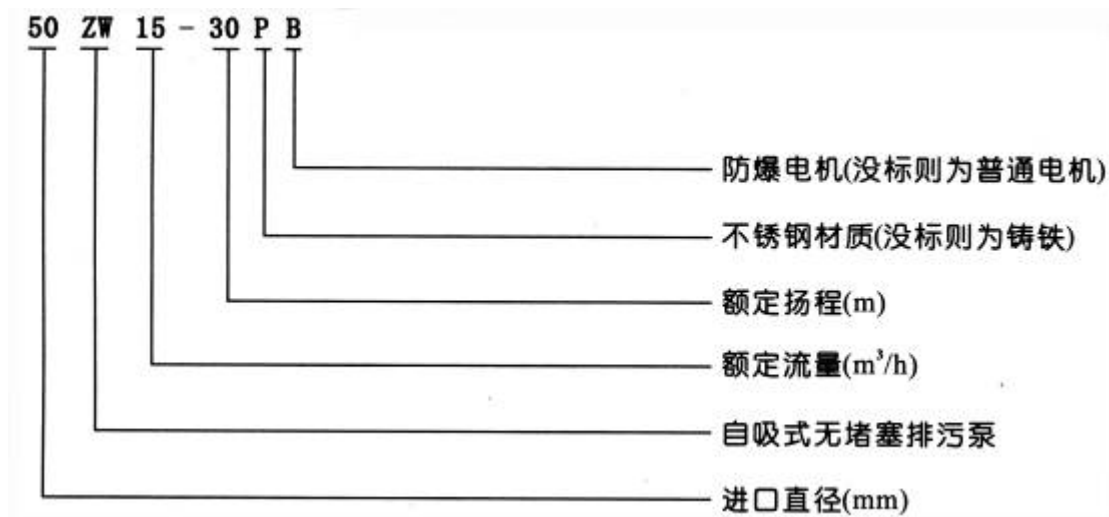 50 ZW 15 - 30 P B
防爆电机(没标则为普通电机)
不锈钢材质(没标则为铸铁)
额定扬程(m)
额定流量(m³/h)
自吸式无堵塞排污泵
进口直径(mm)